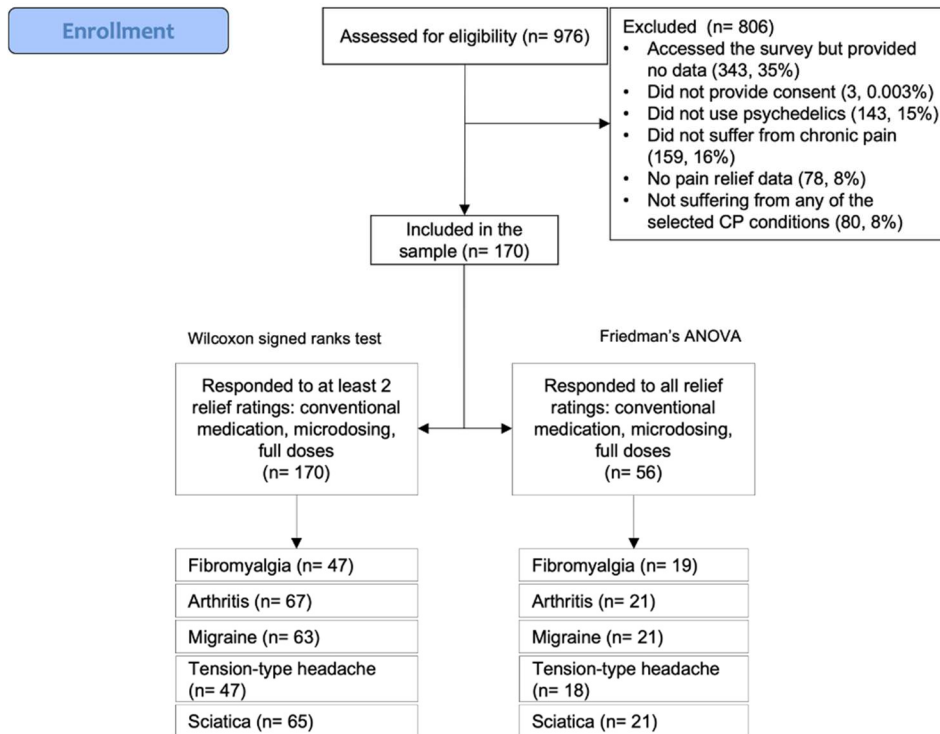 Enrollment
Assessed for eligibility (n= 976)
Excluded (n= 806)
• Accessed the survey but provided
no data (343, 35%)
• Did not provide consent (3, 0.003%)
• Did not use psychedelics (143, 15%)
• Did not suffer from chronic pain
(159, 16%)
• No pain relief data (78, 8%)
• Not suffering from any of the
selected CP conditions (80, 8%)
Included in the
sample (n= 170)
Wilcoxon signed ranks test
Responded to at least 2
relief ratings: conventional
medication, microdosing,
full doses
(n= 170)
Fibromyalgia (n= 47)
Arthritis (n= 67)
Migraine (n= 63)
Tension-type headache
(n= 47)
Sciatica (n= 65)
Friedman's ANOVA
Responded to all relief
ratings: conventional
medication, microdosing,
full doses
(n= 56)
Fibromyalgia (n= 19)
Arthritis (n= 21)
Migraine (n= 21)
Tension-type headache
(n= 18)
Sciatica (n= 21)